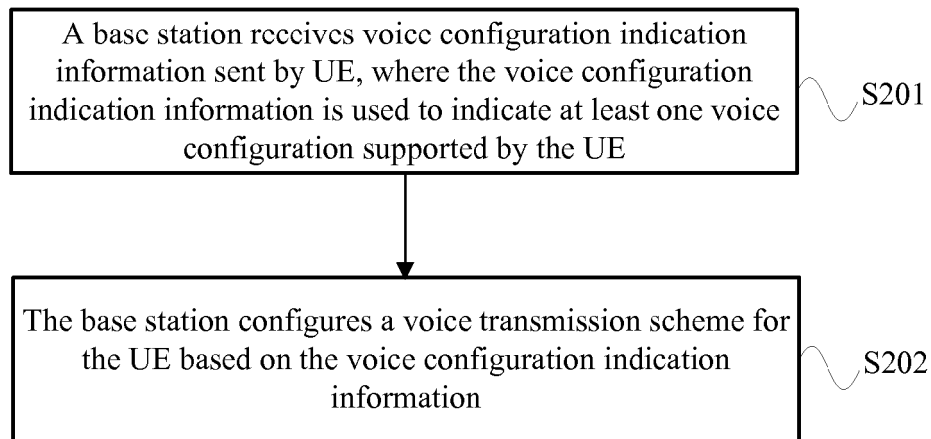 A base station receives voice configuration indication
information sent by UE, where the voice configuration
indication information is used to indicate at least one voice
configuration supported by the UE
S201
The base station configures a voice transmission scheme for
the UE based on the voice configuration indication
information
S202